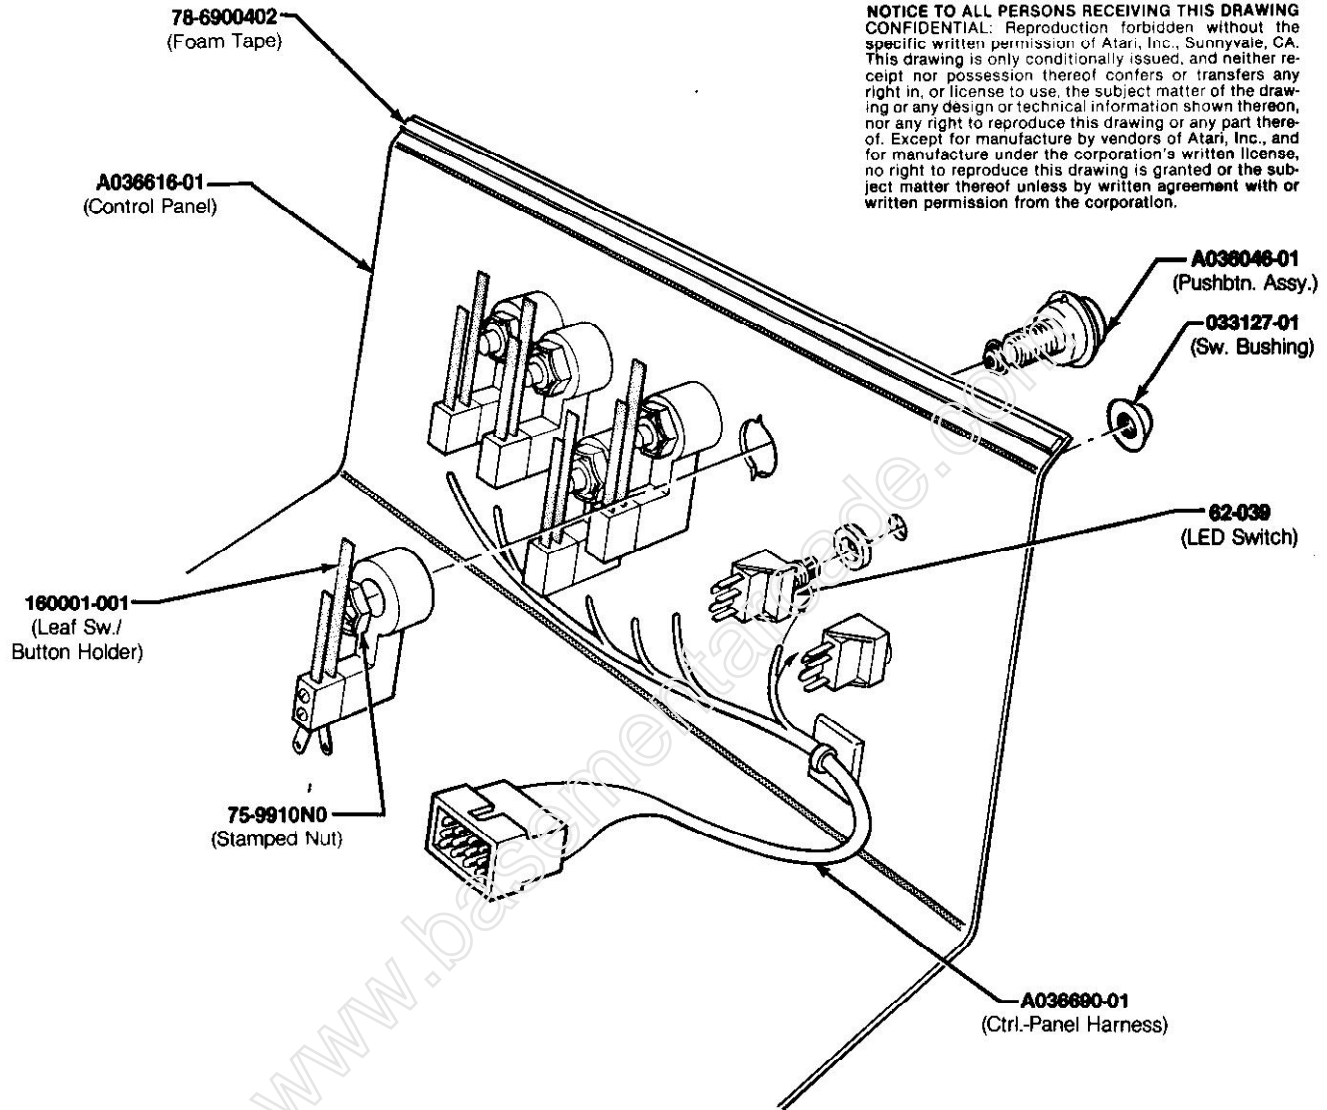 78-6900402
(Foam Tape)
NOTICE TO ALL PERSONS RECEIVING THIS DRAWING
CONFIDENTIAL: Reproduction forbidden without the
specific written permission of Atari, Inc., Sunnyvale, CA.
This drawing is only conditionally issued, and neither re-
ceipt nor possession thereof confers or transfers any
right in, or license to use, the subject matter of the draw-
ing or any design or technical information shown thereon,
nor any right to reproduce this drawing or any part there-
of. Except for manufacture by vendors of Atari, Inc., and
for manufacture under the corporation's written license,
no right to reproduce this drawing is granted or the sub-
ject matter thereof unless by written agreement with or
written permission from the corporation.
A036616-01
(Control Panel)
A036046-01
(Pushbtn. Assy.)
033127-01
(Sw. Bushing)
62-039
(LED Switch)
160001-001
(Leaf Sw./
Button Holder)
75-9910N0
(Stamped Nut)
A036690-01
(Ctrl.-Panel Harness)
www.basementarcade.com